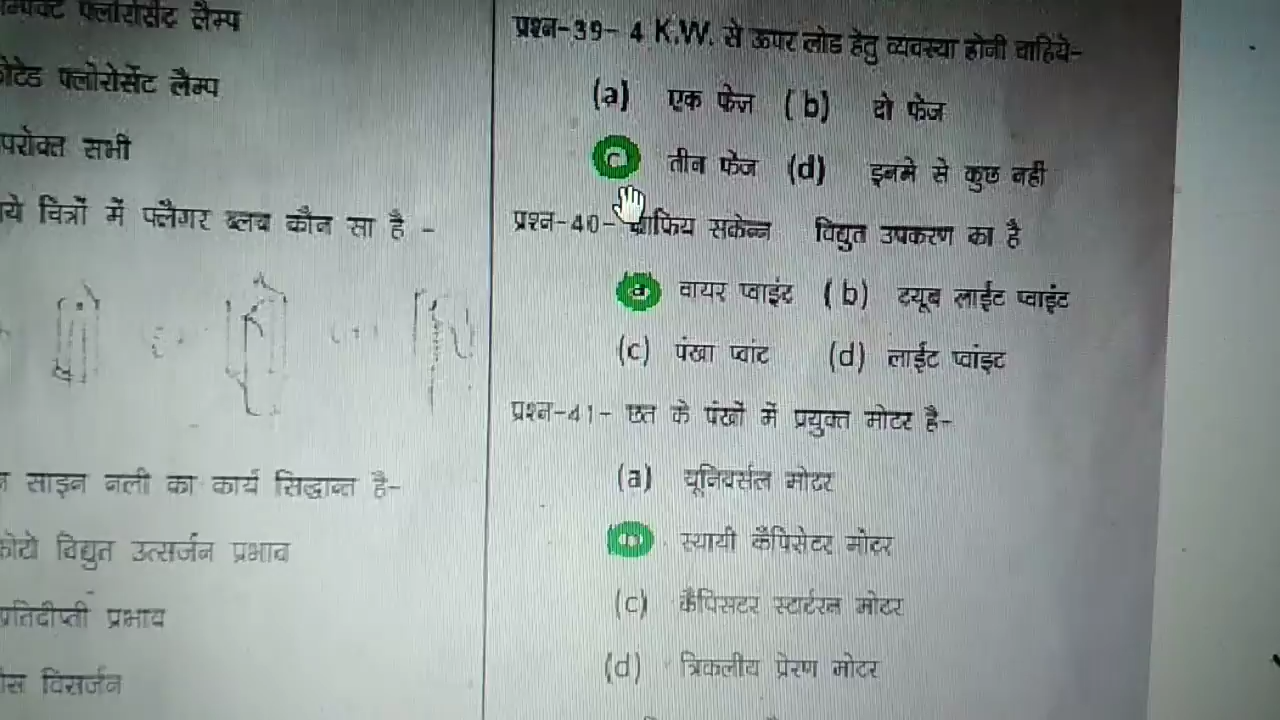 फ्लोरोसेंट लैम्प
फ्लोरोसेंट लैम्प
सभी
चित्रों में फ्लैगर ब्लब कौन सा है -
साइन नली का कार्य सिद्धान्त है-
विद्युत उत्सर्जन प्रभाव
प्रतिदीप्ती प्रभाव
विसर्जन
प्रश्न-39- 4 K.W. से ऊपर लोड हेतु व्यवस्था होनी चाहिये-
(a) एक फेज (b) दो फेज
c तीन फेज (d) इनमे से कुछ नही
प्रश्न-40- ग्राफिय सकेन्न विद्युत उपकरण का है
a वायर प्वाइंट (b) टयूब लाईट प्वाइंट
(c) पंखा प्वांट (d) लाईट प्वांइट
प्रश्न-41- छत के पंखों में प्रयुक्त मोटर है-
(a) यूनिवर्सल मोटर
b स्थायी कैपिसेटर मोटर
(c) कैपिसटर स्टार्टरन मोटर
(d) त्रिकलीय प्रेरण मोटर